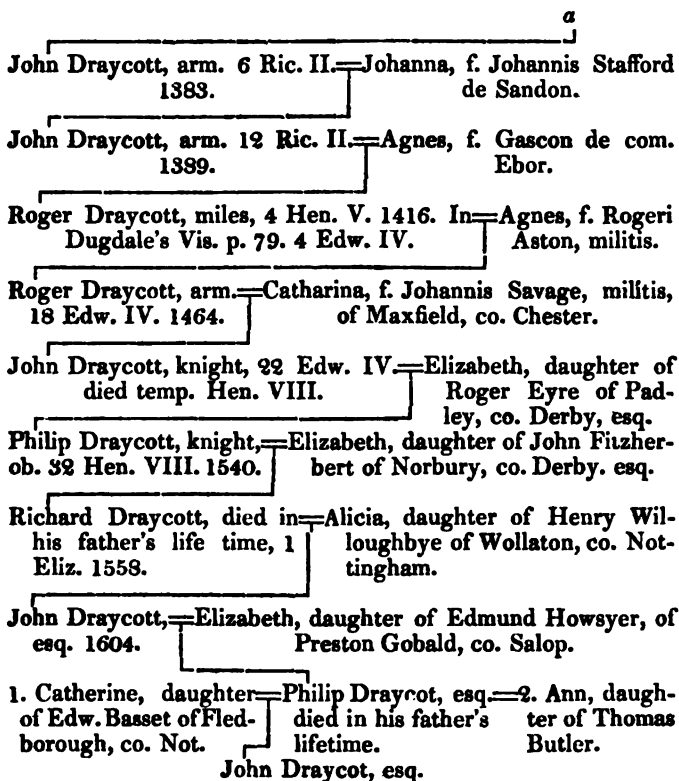 a
John Draycott, arm. 6 Ric. II.=Johanna, f. Johannis Stafford
1383. de Sandon.
John Draycott, arm. 12 Ric. II.=Agnes, f. Gascon de com.
1389. Ebor.
Roger Draycott, miles, 4 Hen. V. 1416. In=Agnes, f. Rogeri
Dugdale's Vis. p. 79. 4 Edw. IV. Aston, militis.
Roger Draycott, arm.=Catharina, f. Johannis Savage, militis,
18 Edw. IV. 1464. of Maxfield, co. Chester.
John Draycott, knight, 22 Edw. IV.=Elizabeth, daughter of
died temp. Hen. VIII. Roger Eyre of Pad-
ley, co. Derby, esq.
Philip Draycott, knight,=Elizabeth, daughter of John Fitzher-
ob. 32 Hen. VIII. 1540. bert of Norbury, co. Derby. esq.
Richard Draycott, died in=Alicia, daughter of Henry Wil-
his father's life time, 1 loughbye of Wollaton, co. Not-
Eliz. 1558. tingham.
John Draycott,=Elizabeth, daughter of Edmund Howsyer, of
esq. 1604. Preston Gobald, co. Salop.
1. Catherine, daughter=Philip Draycot, esq.=2. Ann, daugh-
of Edw. Basset of Fled- died in his father's ter of Thomas
borough, co. Not. lifetime. Butler.
John Draycot, esq.